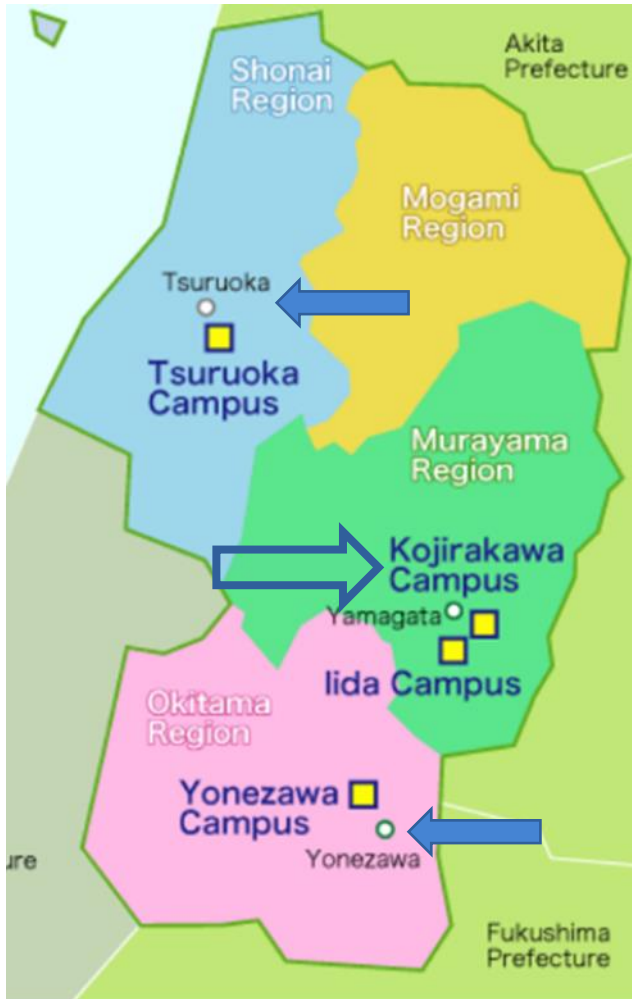 Akita
Prefecture
Shonai
Region
Mogami
Region
Tsuruoka
Tsuruoka
Campus
Murayama
Region
Kojirakawa
Campus
Yamagata
Iida Campus
Okitama
Region
Yonezawa
Campus
Yonezawa
ure
Fukushima
Prefecture